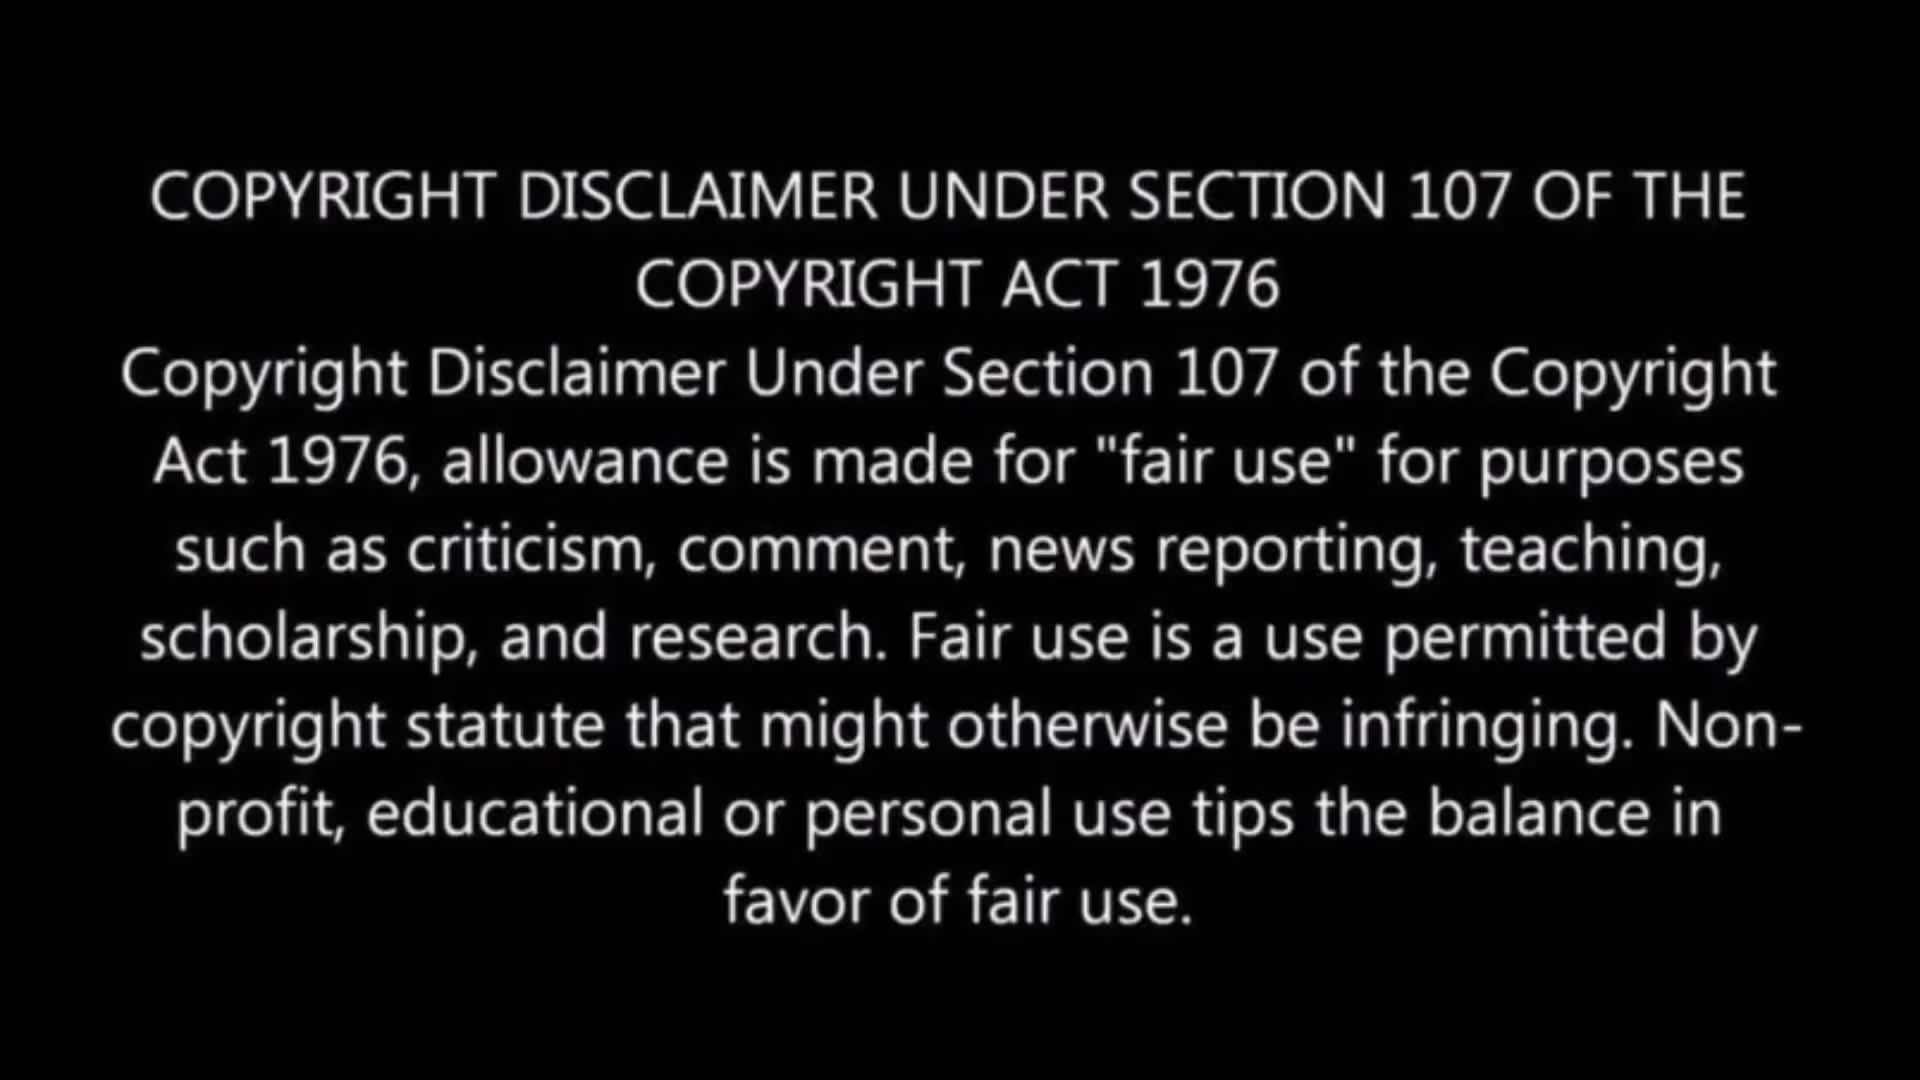 COPYRIGHT DISCLAIMER UNDER SECTION 107 OF THE
COPYRIGHT ACT 1976
Copyright Disclaimer Under Section 107 of the Copyright
Act 1976, allowance is made for "fair use" for purposes
such as criticism, comment, news reporting, teaching,
scholarship, and research. Fair use is a use permitted by
copyright statute that might otherwise be infringing. Non-
profit, educational or personal use tips the balance in
favor of fair use.